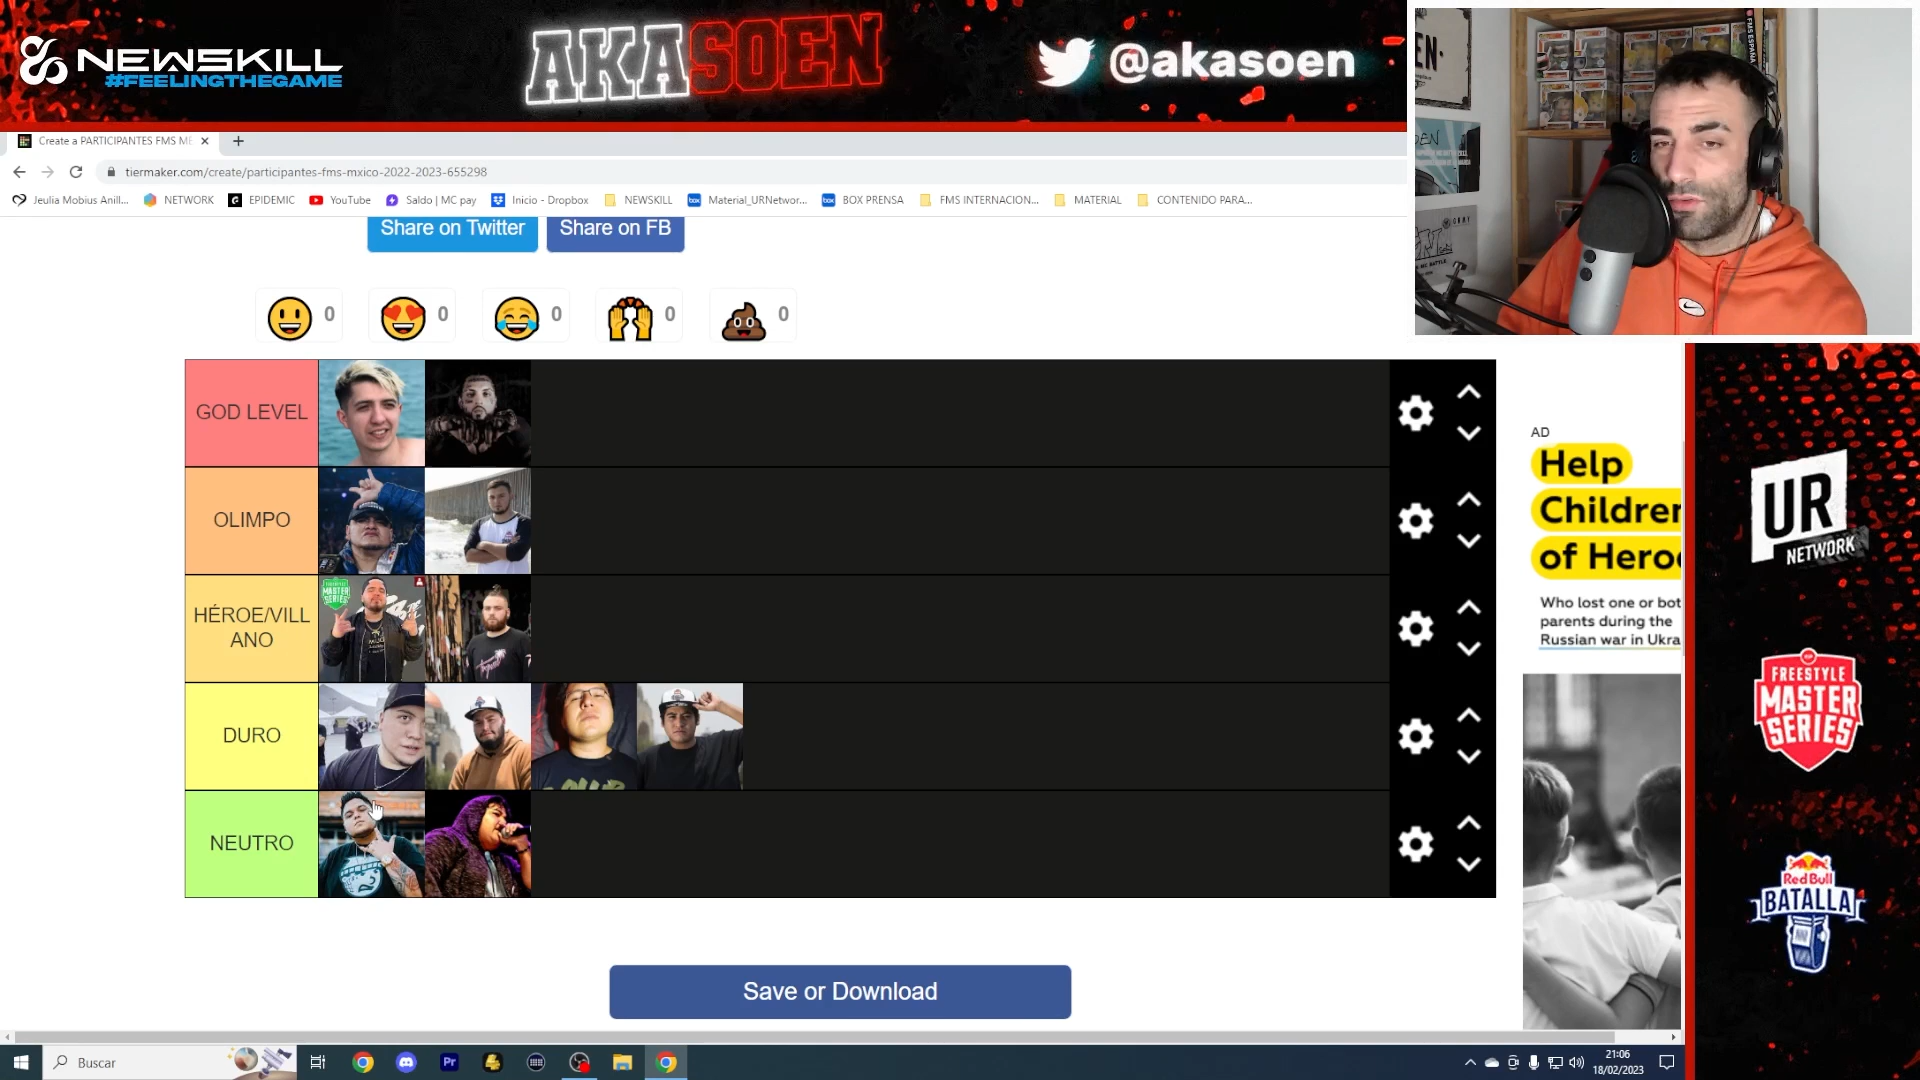 NEWSKILL
#FEELINGTHEGAME
AKASOEN
@akasoen
Create a PARTICIPANTES FMS ME
tiermaker.com/create/participantes-fms-mxico-2022-2023-655298
Jeulia Mobius Anill...
NETWORK
EPIDEMIC
YouTube
Saldo | MC pay
Inicio - Dropbox
NEWSKILL
Material_URNetwor...
BOX PRENSA
FMS INTERNACION...
MATERIAL
CONTENIDO PARA...
Share on Twitter
Share on FB
0
0
0
0
0
GOD LEVEL
OLIMPO
HÉROE/VILL
ANO
DURO
NEUTRO
Save or Download
AD
Help
Children
of Hero
Who lost one or bot
parents during the
Russian war in Ukra
UR
NETWORK
FREESTYLE
MASTER
SERIES
Red Bull
BATALLA
Buscar
21:06
18/02/2023